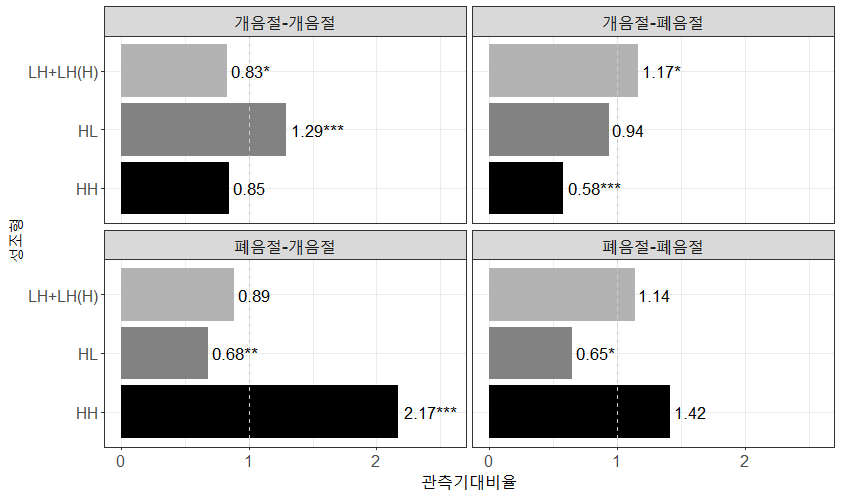 개음절-개음절
개음절-폐음절
LH+LH(H)
0.83*
1.17*
HL
1.29***
0.94
HH
0.85
0.58***
성조형
폐음절-개음절
폐음절-폐음절
LH+LH(H)
0.89
1.14
HL
0.68**
0.65*
HH
2.17***
1.42
0 1 2
0 1 2
관측기대비율